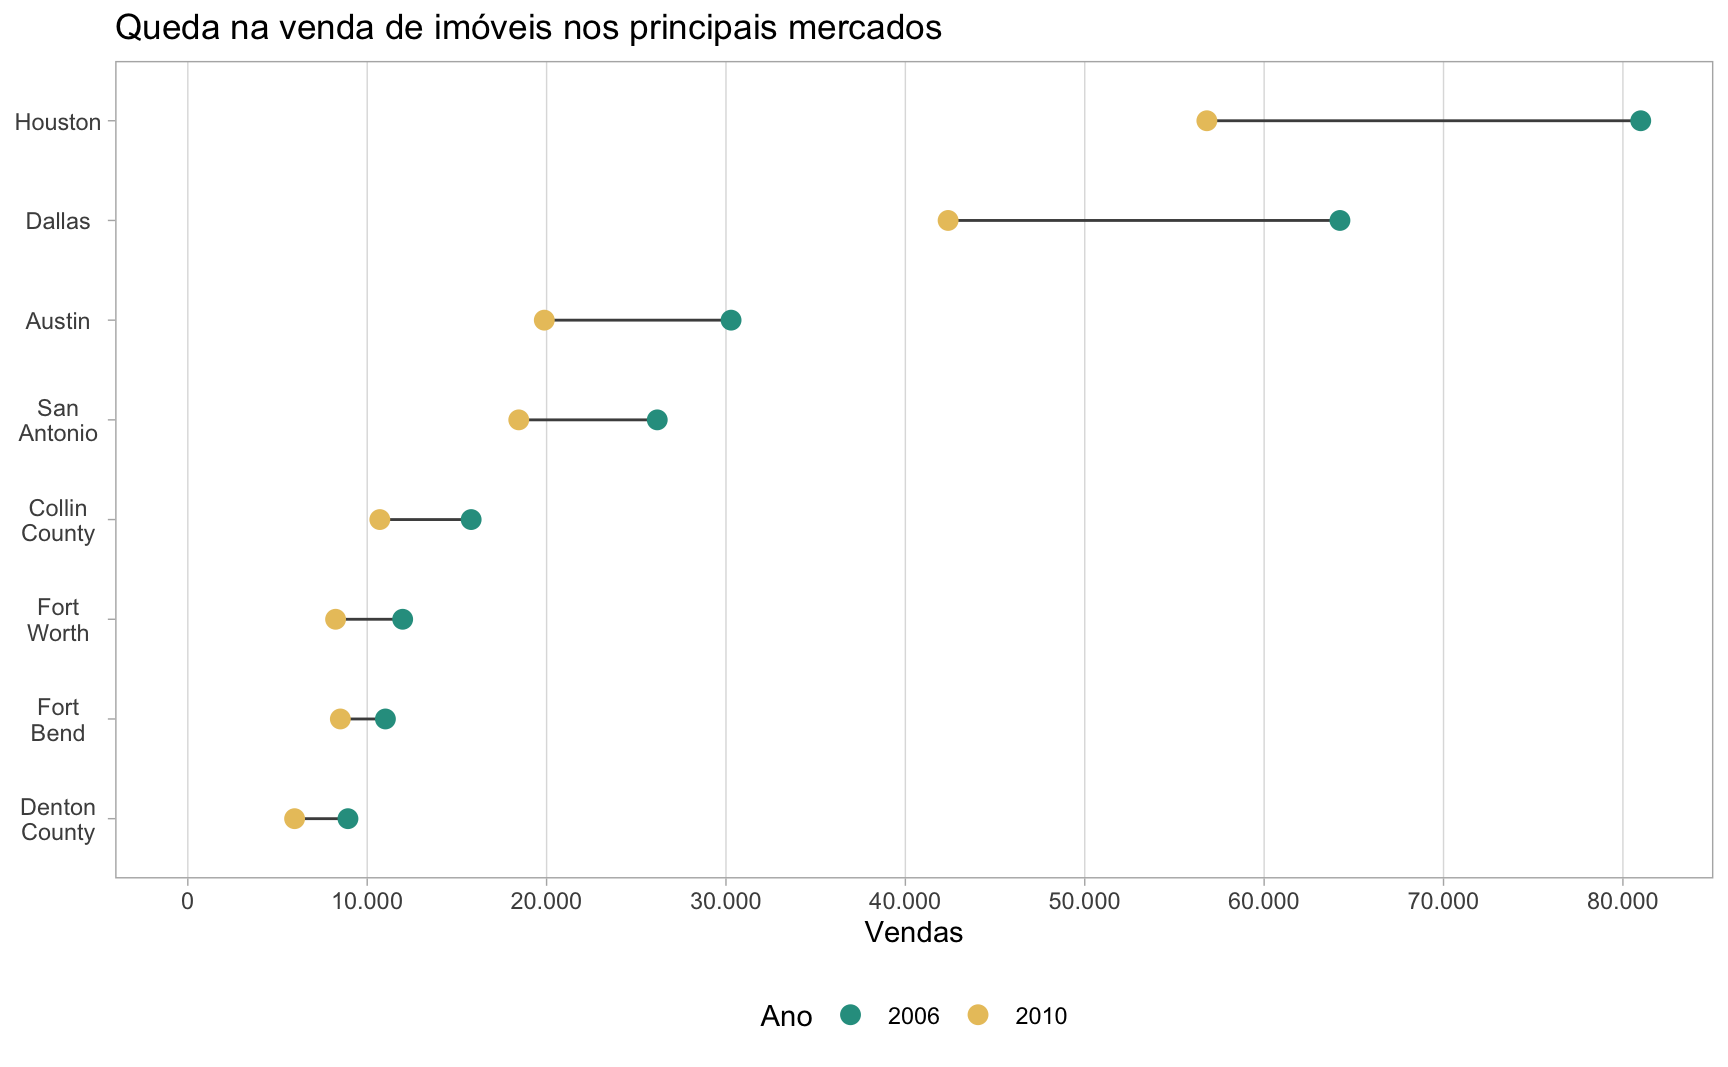 Queda na venda de imóveis nos principais mercados
Houston
Dallas
Austin
San
Antonio
Collin
County
Fort
Worth
Fort
Bend
Denton
County
0 10.000 20.000 30.000 40.000 50.000 60.000 70.000 80.000
Vendas
Ano 2006 2010